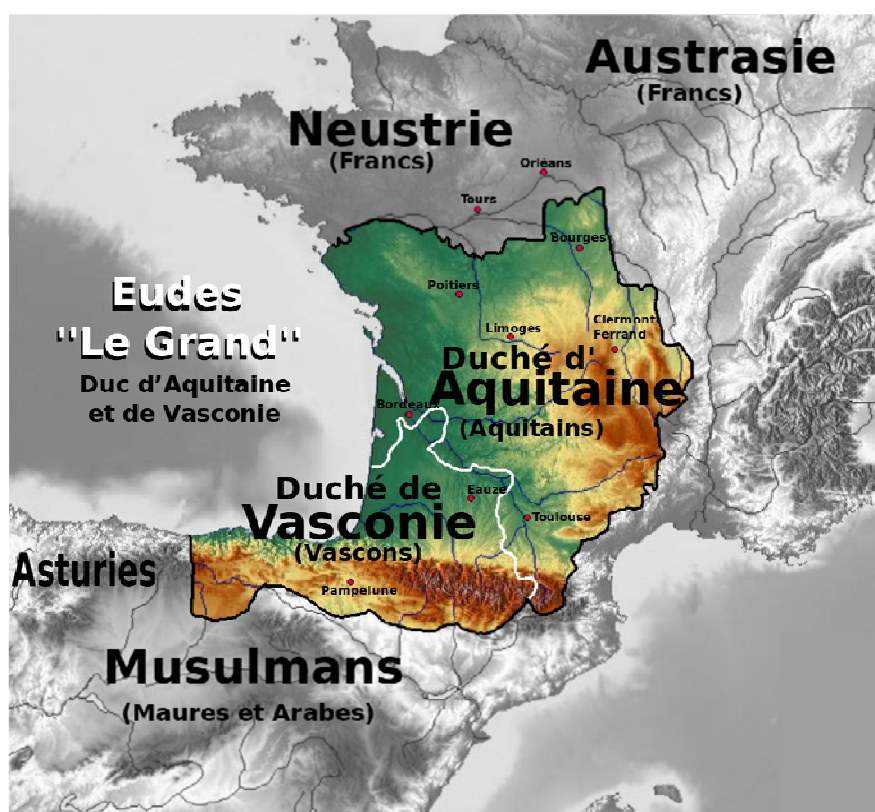 Austrasie
(Francs)
Neustrie
(Francs)
Orléans
Tours
Bourges
Eudes
"Le Grand"
Duc d’Aquitaine
et de Vasconie
Poitiers
Limoges
Clermont
Ferrand
Duché d'
Aquitaine
(Aquitains)
Bordeaux
Duché de
Vasconie
(Vascons)
Eauze
Toulouse
Asturies
Pampelune
Musulmans
(Maures et Arabes)